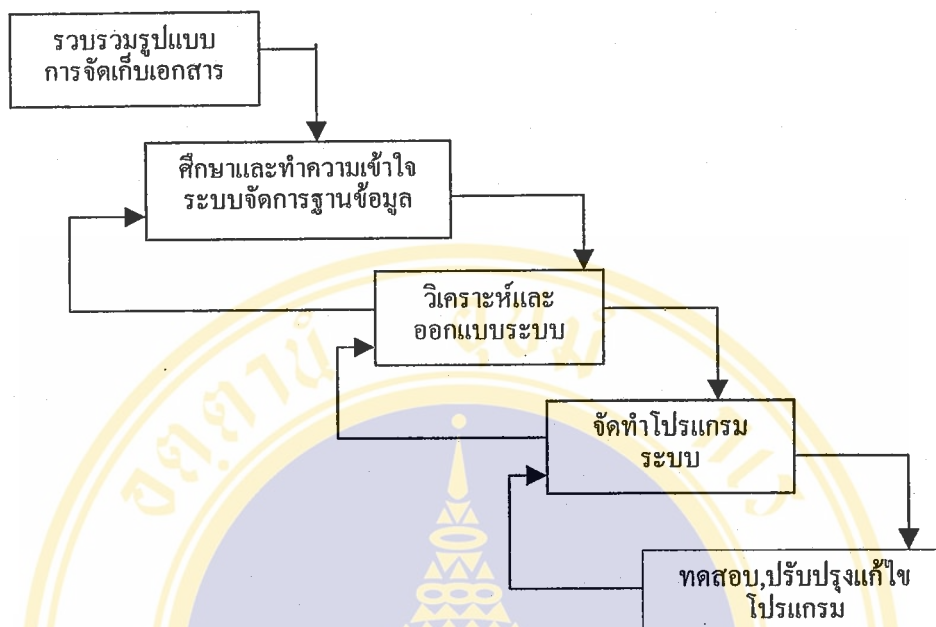 รวบรวมรูปแบบ
การจัดเก็บเอกสาร
ศึกษาและทำความเข้าใจ
ระบบจัดการฐานข้อมูล
วิเคราะห์และ
ออกแบบระบบ
จัดทำโปรแกรม
ระบบ
ทดสอบ,ปรับปรุงแก้ไข
โปรแกรม